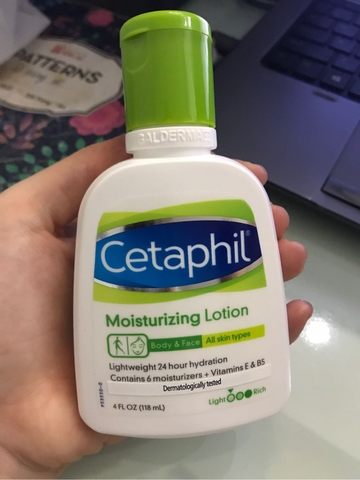 PATTERNS
GALDERMA
Cetaphil®
Moisturizing Lotion
Body & Face All skin types
Lightweight 24 hour hydration
Contains 6 moisturizers + Vitamins E & B5
Dermatologically tested
4 FL OZ (118 mL)
Light Rich